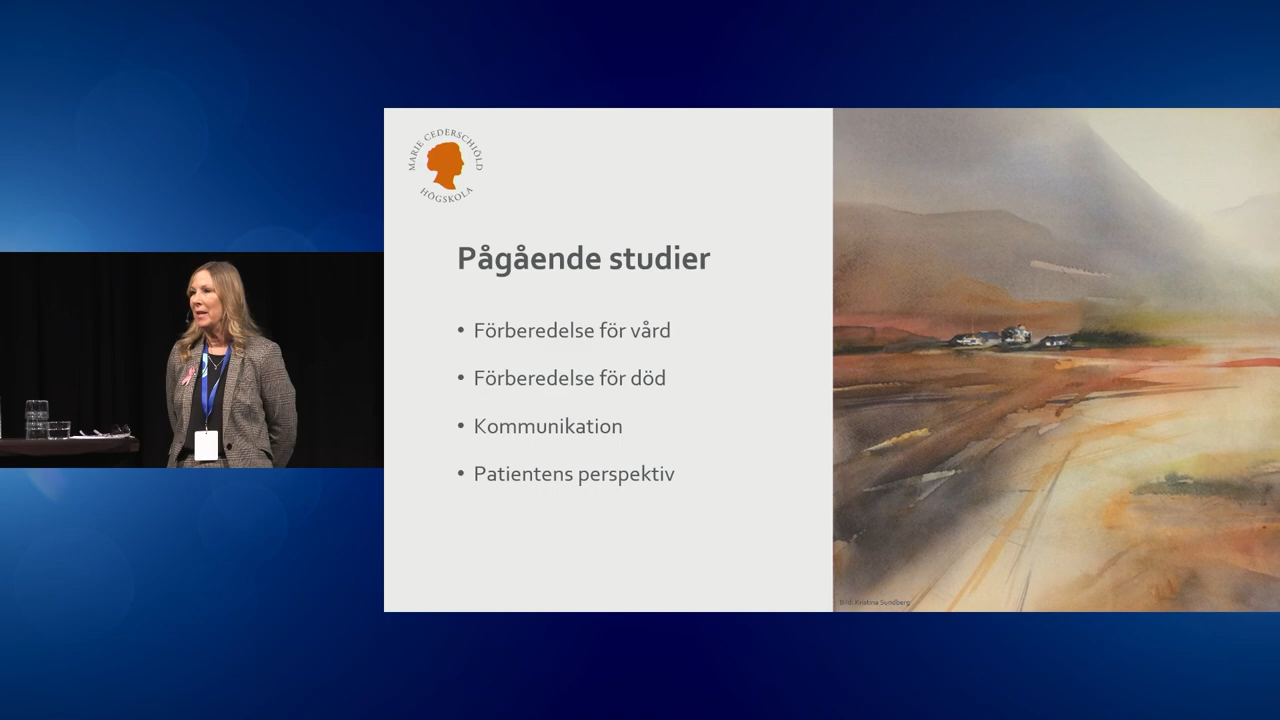 MARIE CEDERSCHIÖLD
HÖGSKOLA
Pågående studier
• Förberedelse för vård
• Förberedelse för död
• Kommunikation
• Patientens perspektiv
Bild: Kristina Sundberg